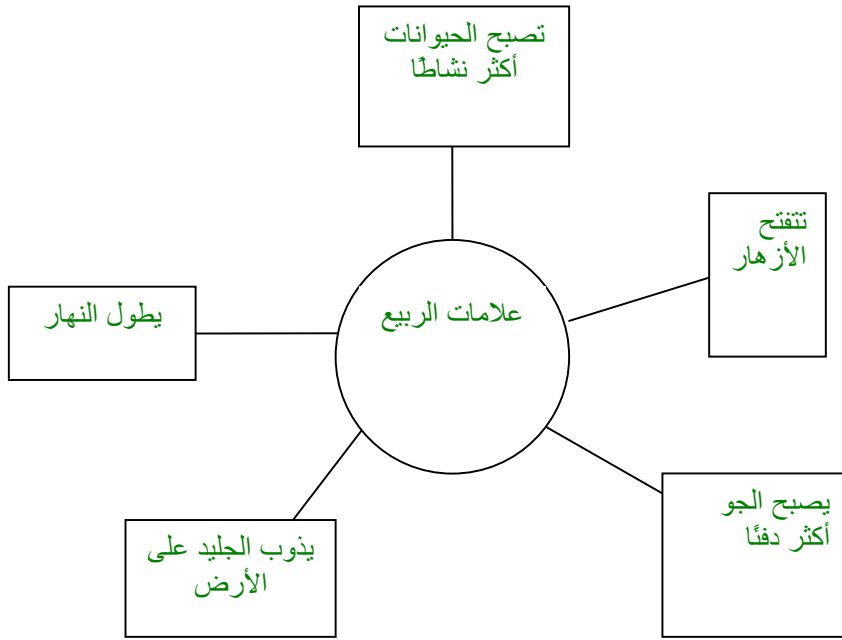 تصبح الحيوانات
أكثر نشاطًا
تتفتح
الأزهار
علامات الربيع
يطول النهار
يصبح الجو
أكثر دفئًا
يذوب الجليد على
الأرض